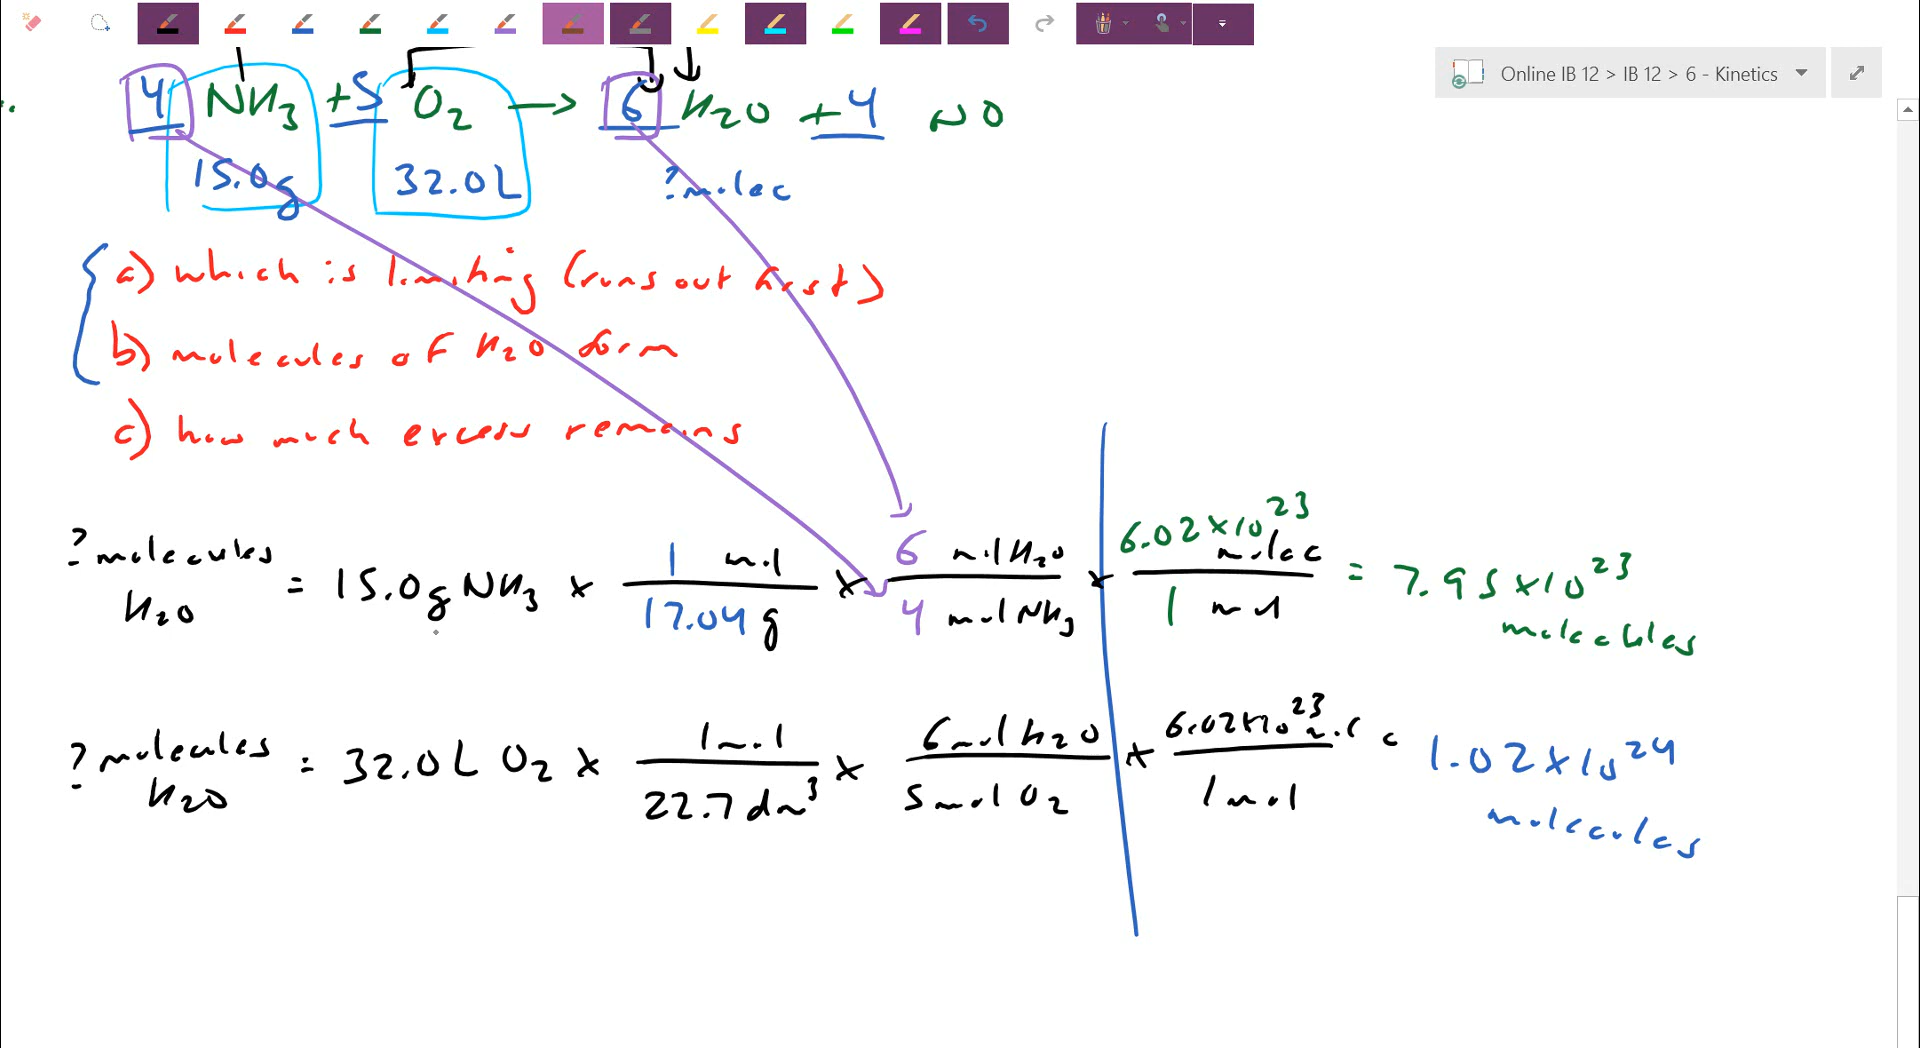 Online IB 12 > IB 12 > 6 - Kinetics
4 NH3 + 5 O2 → 6 H2O + 4 NO
15.0g 32.0L ? molec
a) which is limiting (runs out first)
b) molecules of H2O form
c) how much excess remains
? molecules H2O = 15.0g NH3 × 1 mol / 17.04 g × 6 mol H2O / 4 mol NH3 × 6.02×10^23 molec / 1 mol = 7.95×10^23 molecules
? molecules H2O = 32.0L O2 × 1 mol / 22.7 dm^3 × 6 mol H2O / 5 mol O2 × 6.02×10^23 / 1 mol = 1.02×10^24 molecules